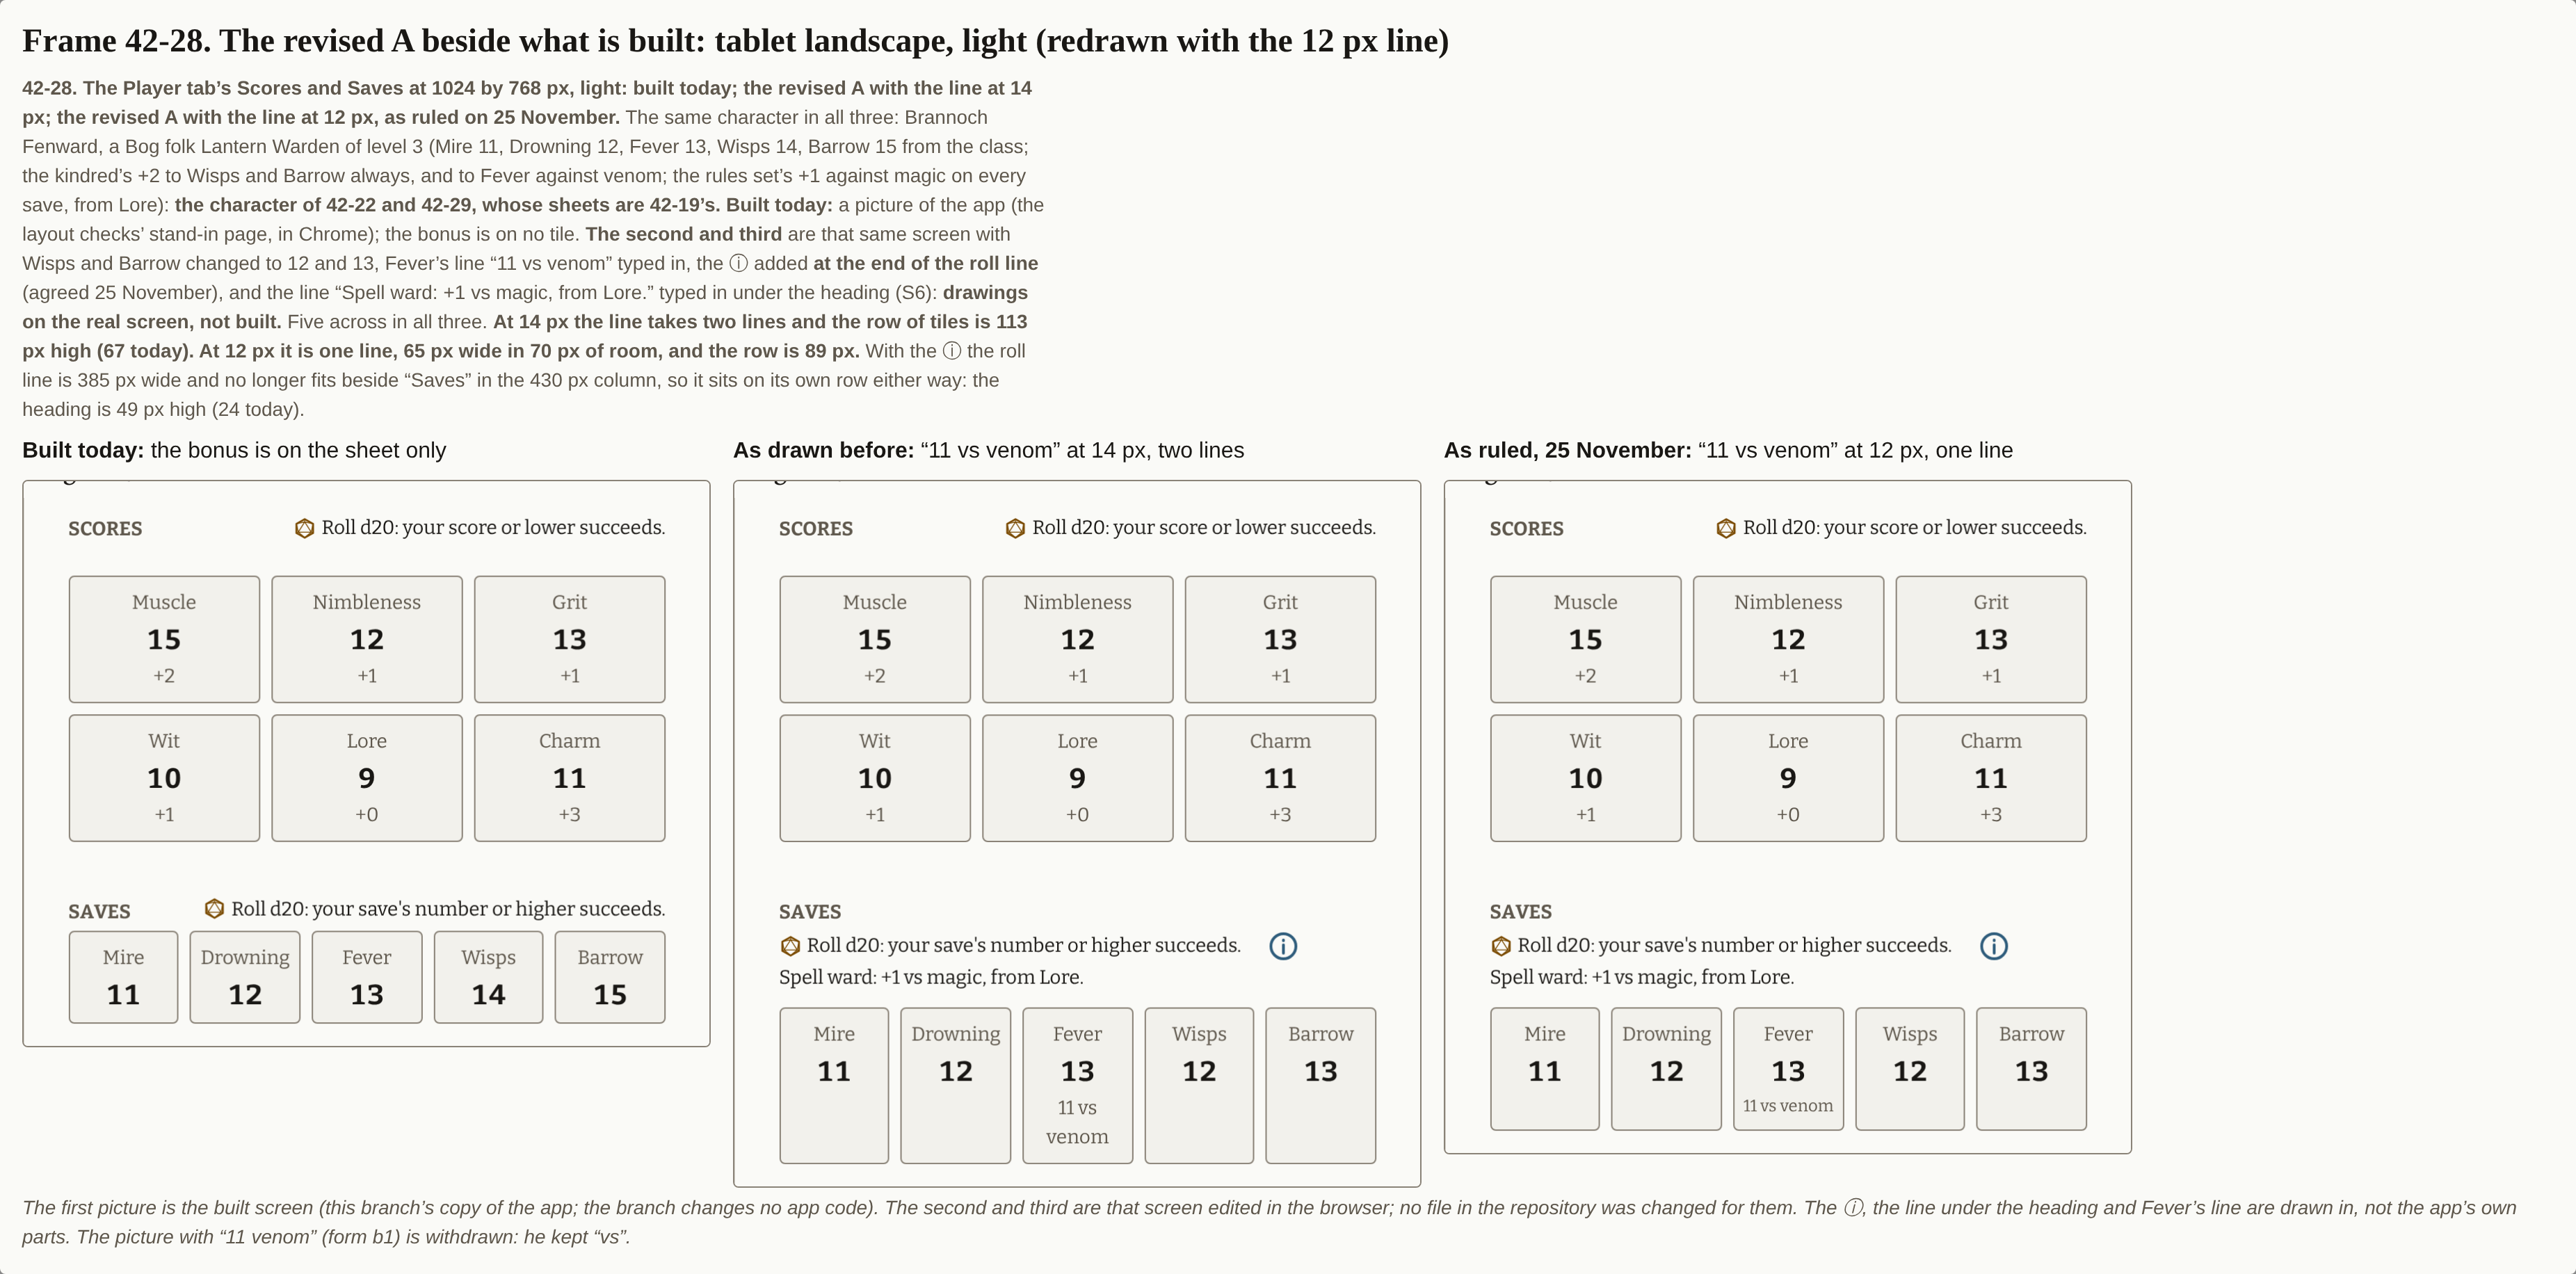 Frame 42-28. The revised A beside what is built: tablet landscape, light (redrawn with the 12 px line)
42-28. The Player tab’s Scores and Saves at 1024 by 768 px, light: built today; the revised A with the line at 14
px; the revised A with the line at 12 px, as ruled on 25 November. The same character in all three: Brannoch
Fenward, a Bog folk Lantern Warden of level 3 (Mire 11, Drowning 12, Fever 13, Wisps 14, Barrow 15 from the class;
the kindred’s +2 to Wisps and Barrow always, and to Fever against venom; the rules set’s +1 against magic on every
save, from Lore): the character of 42-22 and 42-29, whose sheets are 42-19’s. Built today: a picture of the app (the
layout checks’ stand-in page, in Chrome); the bonus is on no tile. The second and third are that same screen with
Wisps and Barrow changed to 12 and 13, Fever’s line “11 vs venom” typed in, the ⓘ added at the end of the roll line
(agreed 25 November), and the line “Spell ward: +1 vs magic, from Lore.” typed in under the heading (S6): drawings
on the real screen, not built. Five across in all three. At 14 px the line takes two lines and the row of tiles is 113
px high (67 today). At 12 px it is one line, 65 px wide in 70 px of room, and the row is 89 px. With the ⓘ the roll
line is 385 px wide and no longer fits beside “Saves” in the 430 px column, so it sits on its own row either way: the
heading is 49 px high (24 today).
Built today: the bonus is on the sheet only
SCORES
Roll d20: your score or lower succeeds.
Muscle
15
+2
Nimbleness
12
+1
Grit
13
+1
Wit
10
+1
Lore
9
+0
Charm
11
+3
SAVES
Roll d20: your save's number or higher succeeds.
Mire
11
Drowning
12
Fever
13
Wisps
14
Barrow
15
As drawn before: “11 vs venom” at 14 px, two lines
SCORES
Roll d20: your score or lower succeeds.
Muscle
15
+2
Nimbleness
12
+1
Grit
13
+1
Wit
10
+1
Lore
9
+0
Charm
11
+3
SAVES
Roll d20: your save's number or higher succeeds.
Spell ward: +1 vs magic, from Lore.
Mire
11
Drowning
12
Fever
13
11 vs
venom
Wisps
12
Barrow
13
As ruled, 25 November: “11 vs venom” at 12 px, one line
SCORES
Roll d20: your score or lower succeeds.
Muscle
15
+2
Nimbleness
12
+1
Grit
13
+1
Wit
10
+1
Lore
9
+0
Charm
11
+3
SAVES
Roll d20: your save's number or higher succeeds.
Spell ward: +1 vs magic, from Lore.
Mire
11
Drowning
12
Fever
13
11 vs venom
Wisps
12
Barrow
13
The first picture is the built screen (this branch’s copy of the app; the branch changes no app code). The second and third are that screen edited in the browser; no file in the repository was changed for them. The ⓘ, the line under the heading and Fever’s line are drawn in, not the app’s own
parts. The picture with “11 venom” (form b1) is withdrawn: he kept “vs”.